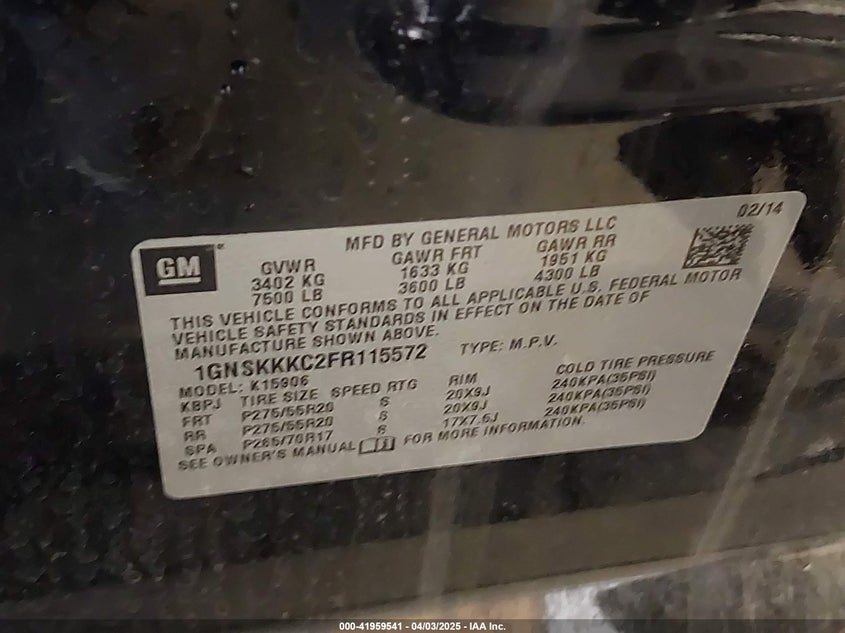 02/14
MFD BY GENERAL MOTORS LLC
GM
GVWR GAWR FRT GAWR RR
3402 KG 1633 KG 1951 KG
7500 LB 3600 LB 4300 LB
THIS VEHICLE CONFORMS TO ALL APPLICABLE U.S. FEDERAL MOTOR
VEHICLE SAFETY STANDARDS IN EFFECT ON THE DATE OF
MANUFACTURE SHOWN ABOVE.
1GNSKKKC2FR115572 TYPE: M.P.V.
MODEL: K15906
KBPJ TIRE SIZE SPEED RTG RIM COLD TIRE PRESSURE
FRT P275/55R20 S 20X9J 240KPA(35PSI)
RR P275/55R20 S 20X9J 240KPA(35PSI)
SPA P265/70R17 S 17X7.5J 240KPA(35PSI)
SEE OWNER'S MANUAL FOR MORE INFORMATION.
000-41959541 - 04/03/2025 - IAA Inc.